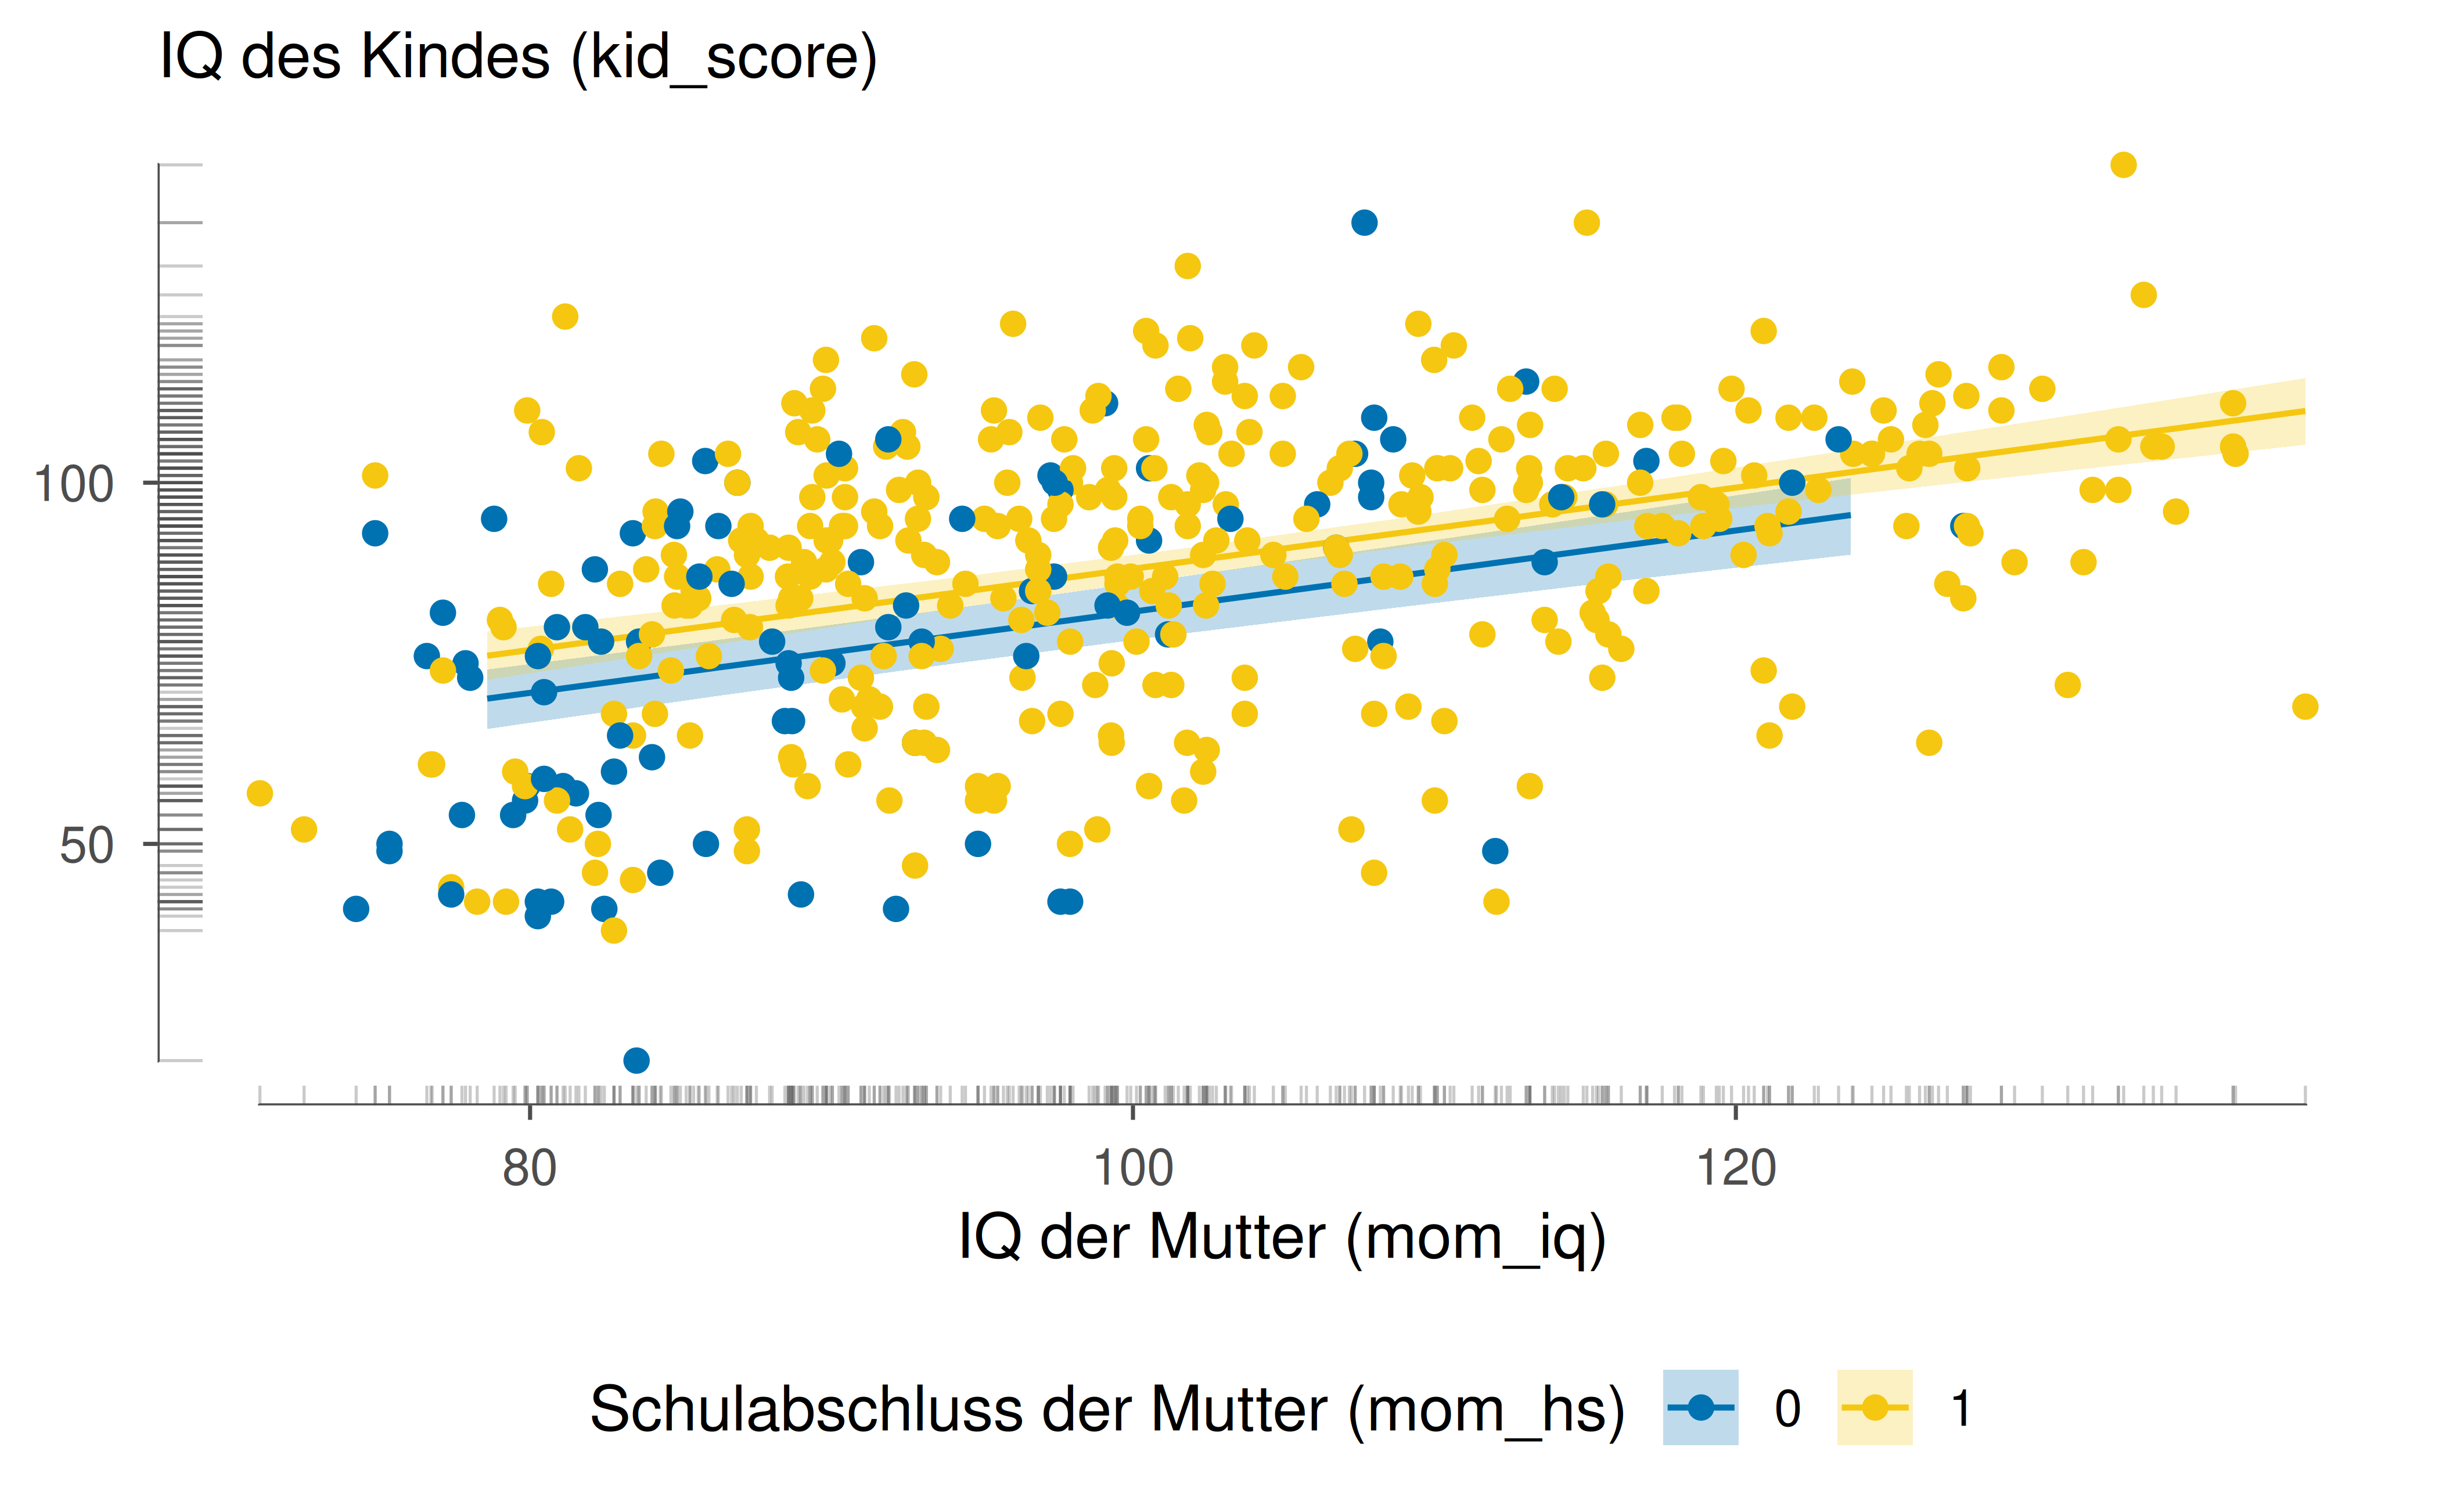 IQ des Kindes (kid_score)
100
50
80 100 120
IQ der Mutter (mom_iq)
Schulabschluss der Mutter (mom_hs) 0 1